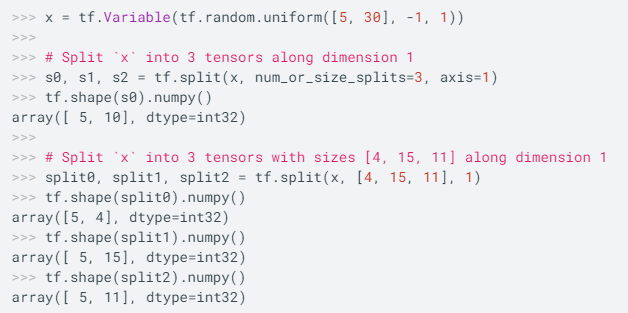 >>> x = tf.Variable(tf.random.uniform([5, 30], -1, 1))
>>>
>>> # Split `x` into 3 tensors along dimension 1
>>> s0, s1, s2 = tf.split(x, num_or_size_splits=3, axis=1)
>>> tf.shape(s0).numpy()
array([ 5, 10], dtype=int32)
>>>
>>> # Split `x` into 3 tensors with sizes [4, 15, 11] along dimension 1
>>> split0, split1, split2 = tf.split(x, [4, 15, 11], 1)
>>> tf.shape(split0).numpy()
array([5, 4], dtype=int32)
>>> tf.shape(split1).numpy()
array([ 5, 15], dtype=int32)
>>> tf.shape(split2).numpy()
array([ 5, 11], dtype=int32)